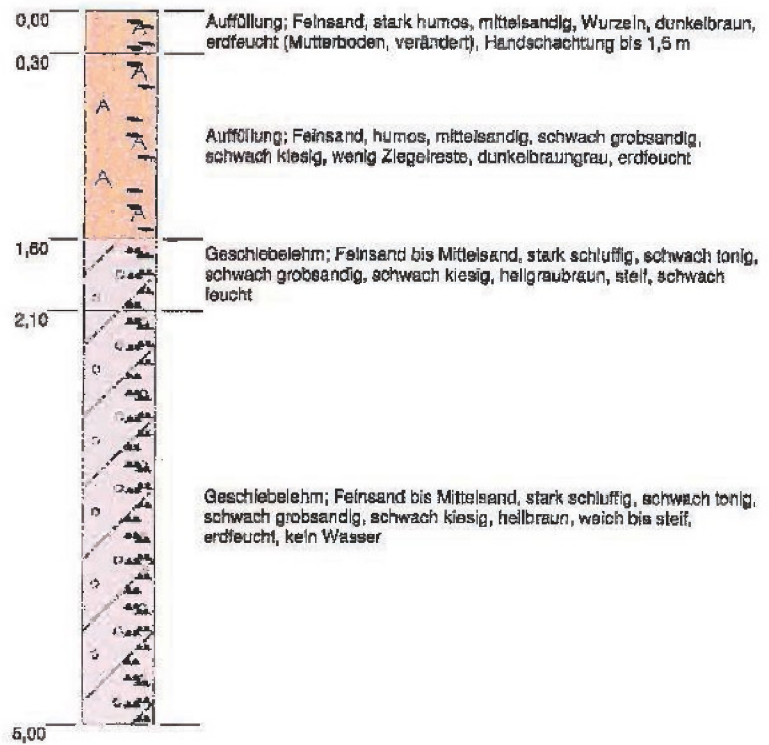 0,00
Auffüllung; Feinsand, stark humos, mittelsandig, Wurzeln, dunkelbraun,
erdfeucht (Mutterboden, verändert), Handschachtung bis 1,5 m
0,30
A
A
A
A
Auffüllung; Feinsand, humos, mittelsandig, schwach grobsandig,
schwach kiesig, wenig Ziegelreste, dunkelbraungrau, erdfeucht
A
A
1,60
Geschiebelehm; Feinsand bis Mittelsand, stark schluffig, schwach tonig,
schwach grobsandig, schwach kiesig, hellgraubraun, steif, schwach
feucht
2,10
Geschiebelehm; Feinsand bis Mittelsand, stark schluffig, schwach tonig,
schwach grobsandig, schwach kiesig, hellbraun, weich bis steif,
erdfeucht, kein Wasser
5,00